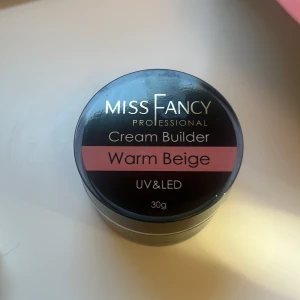 MISS FANCY
PROFESSIONAL
Cream Builder
Warm Beige
UV&LED
30g